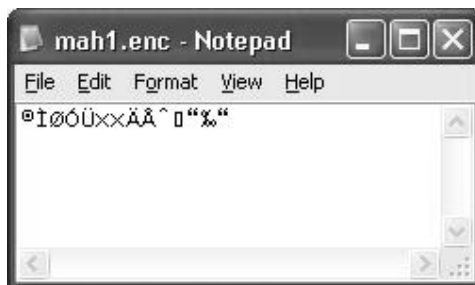 mah1.enc - Notepad
File Edit Format View Help
®ÌøÓÜ××ÄÅˆ▯“‰“